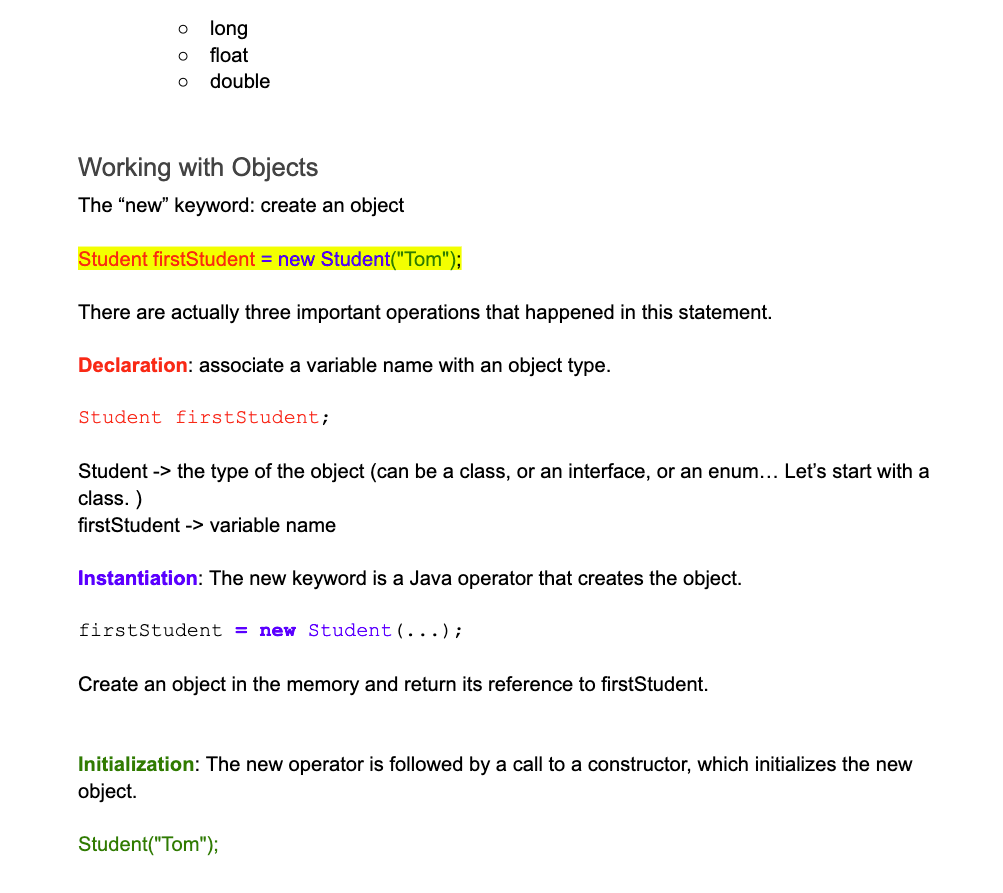 ○ long
○ float
○ double
Working with Objects
The “new” keyword: create an object
Student firstStudent = new Student("Tom");
There are actually three important operations that happened in this statement.
Declaration: associate a variable name with an object type.
Student firstStudent;
Student -> the type of the object (can be a class, or an interface, or an enum… Let’s start with a
class. )
firstStudent -> variable name
Instantiation: The new keyword is a Java operator that creates the object.
firstStudent = new Student(...);
Create an object in the memory and return its reference to firstStudent.
Initialization: The new operator is followed by a call to a constructor, which initializes the new
object.
Student("Tom");